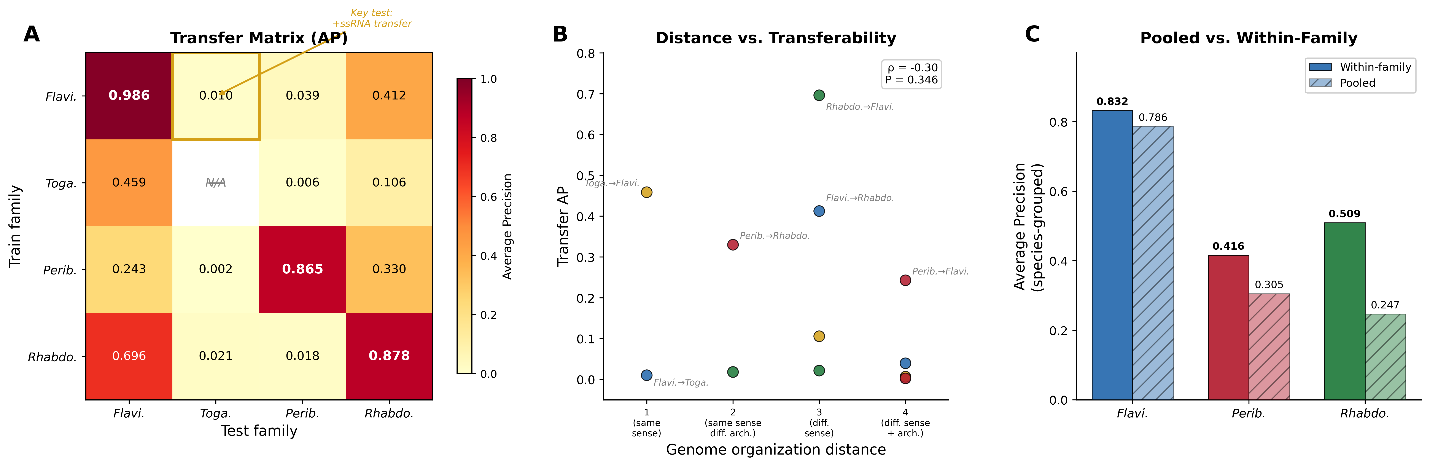 A
Transfer Matrix (AP)
Key test:
+ssRNA transfer
Train family
Flavi.
0.986
0.010
0.039
0.412
Toga.
0.459
N/A
0.006
0.106
Perib.
0.243
0.002
0.865
0.330
Rhabdo.
0.696
0.021
0.018
0.878
Flavi.
Toga.
Perib.
Rhabdo.
Test family
1.0
0.8
0.6
0.4
0.2
0.0
Average Precision
B
Distance vs. Transferability
ρ = -0.30
P = 0.346
Transfer AP
0.8
0.7
0.6
0.5
0.4
0.3
0.2
0.1
0.0
Rhabdo.→Flavi.
Toga.→Flavi.
Flavi.→Rhabdo.
Perib.→Rhabdo.
Perib.→Flavi.
Flavi.→Toga.
1
(same
sense)
2
(same sense
diff. arch.)
3
(diff.
sense)
4
(diff. sense
+ arch.)
Genome organization distance
C
Pooled vs. Within-Family
Within-family
Pooled
Average Precision
(species-grouped)
0.8
0.6
0.4
0.2
0.0
0.832
0.786
0.416
0.305
0.509
0.247
Flavi.
Perib.
Rhabdo.